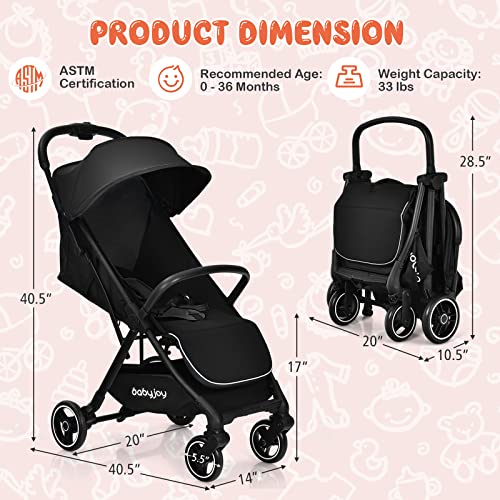 PRODUCT DIMENSION
ASTM
ASTM
Certification
Recommended Age:
0 - 36 Months
Weight Capacity:
33 lbs
28.5"
40.5"
20"
10.5"
17"
babyjoy
20"
5.5"
40.5"
14"